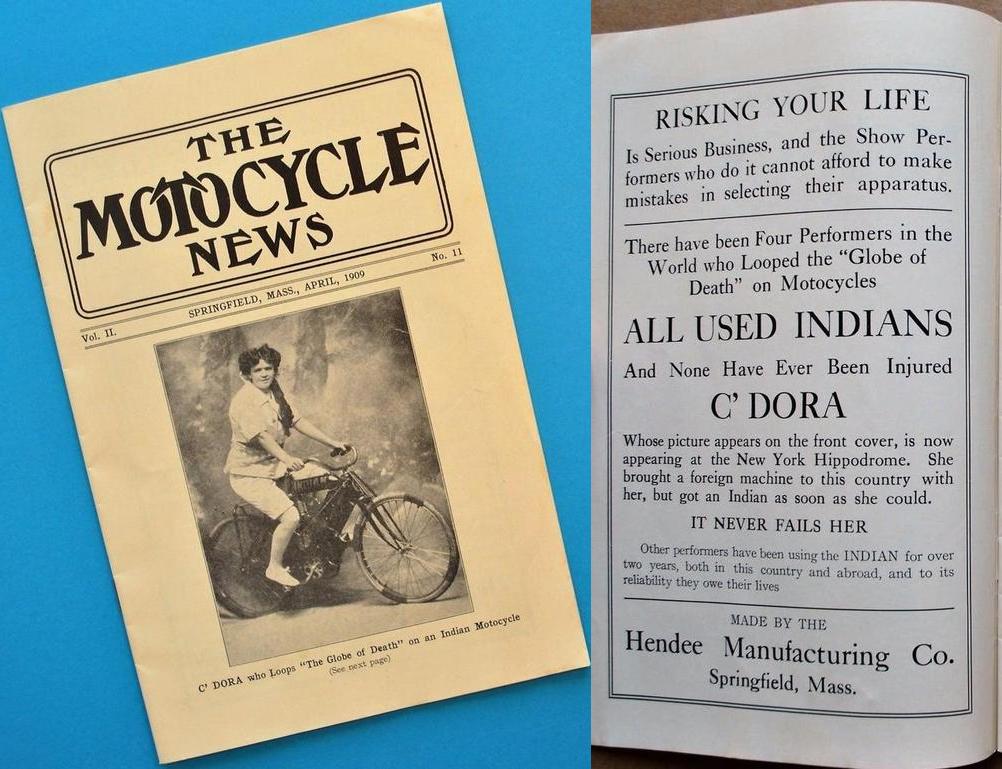 THE
MOTOCYCLE
NEWS
Vol. II. SPRINGFIELD, MASS., APRIL, 1909 No. 11
C' DORA who Loops "The Globe of Death" on an Indian Motocycle
(See next page)
RISKING YOUR LIFE
Is Serious Business, and the Show Per-
formers who do it cannot afford to make
mistakes in selecting their apparatus.
There have been Four Performers in the
World who Looped the "Globe of
Death" on Motocycles
ALL USED INDIANS
And None Have Ever Been Injured
C' DORA
Whose picture appears on the front cover, is now
appearing at the New York Hippodrome. She
brought a foreign machine to this country with
her, but got an Indian as soon as she could.
IT NEVER FAILS HER
Other performers have been using the INDIAN for over
two years, both in this country and abroad, and to its
reliability they owe their lives
MADE BY THE
Hendee Manufacturing Co.
Springfield, Mass.